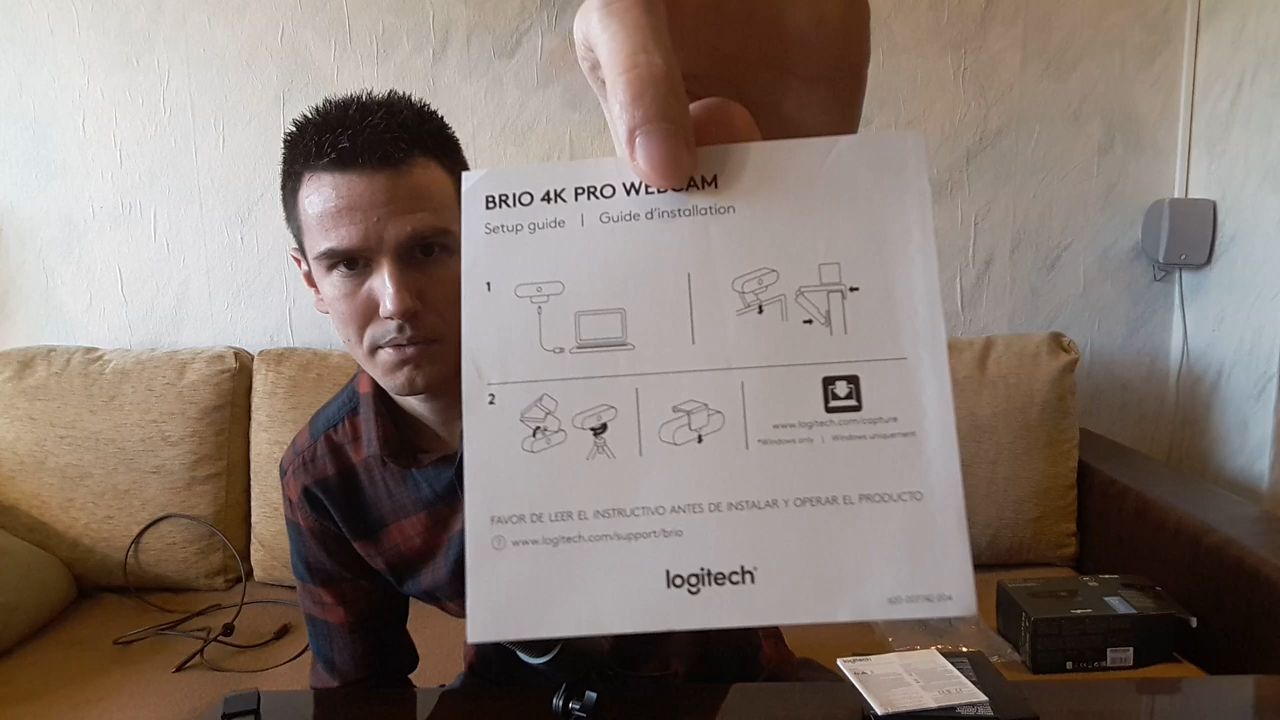 BRIO 4K PRO WEBCAM
Setup guide | Guide d'installation
1
2
www.logitech.com/capture
*Windows only | Windows uniquement
FAVOR DE LEER EL INSTRUCTIVO ANTES DE INSTALAR Y OPERAR EL PRODUCTO
? www.logitech.com/support/brio
logitech
logitech